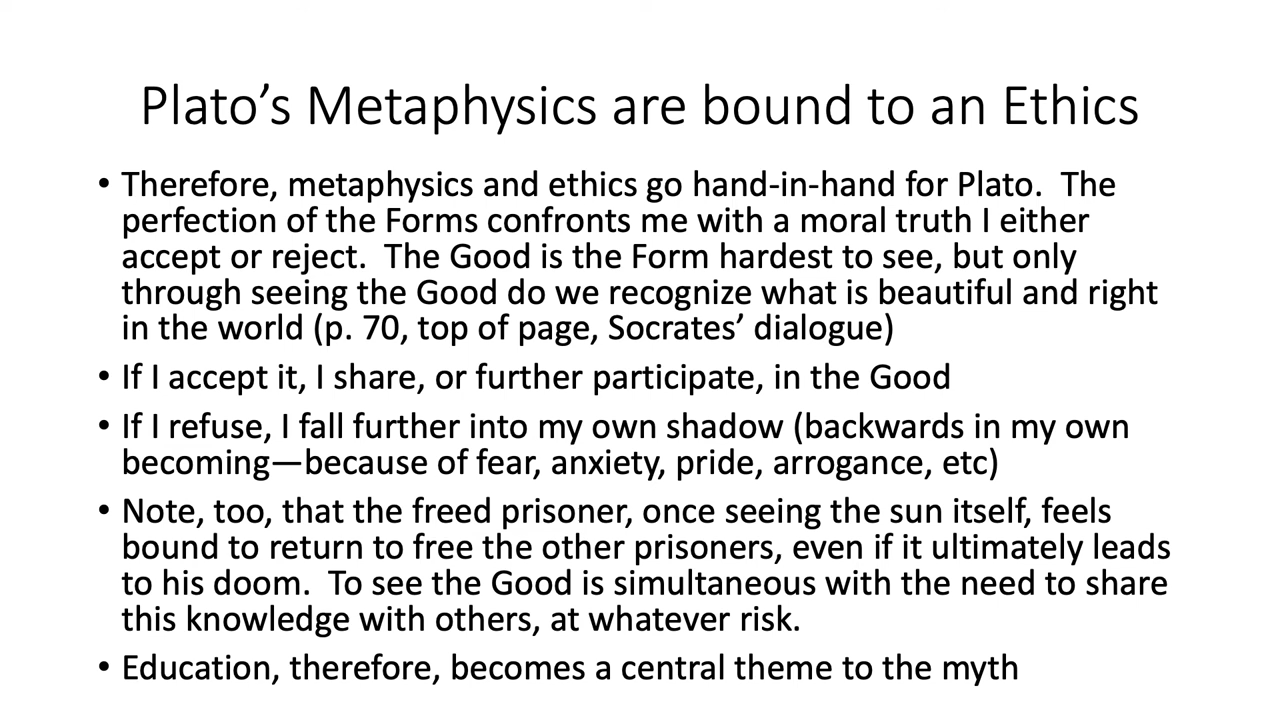 Plato’s Metaphysics are bound to an Ethics
• Therefore, metaphysics and ethics go hand-in-hand for Plato.  The
perfection of the Forms confronts me with a moral truth I either
accept or reject.  The Good is the Form hardest to see, but only
through seeing the Good do we recognize what is beautiful and right
in the world (p. 70, top of page, Socrates’ dialogue)
• If I accept it, I share, or further participate, in the Good
• If I refuse, I fall further into my own shadow (backwards in my own
becoming—because of fear, anxiety, pride, arrogance, etc)
• Note, too, that the freed prisoner, once seeing the sun itself, feels
bound to return to free the other prisoners, even if it ultimately leads
to his doom.  To see the Good is simultaneous with the need to share
this knowledge with others, at whatever risk.
• Education, therefore, becomes a central theme to the myth